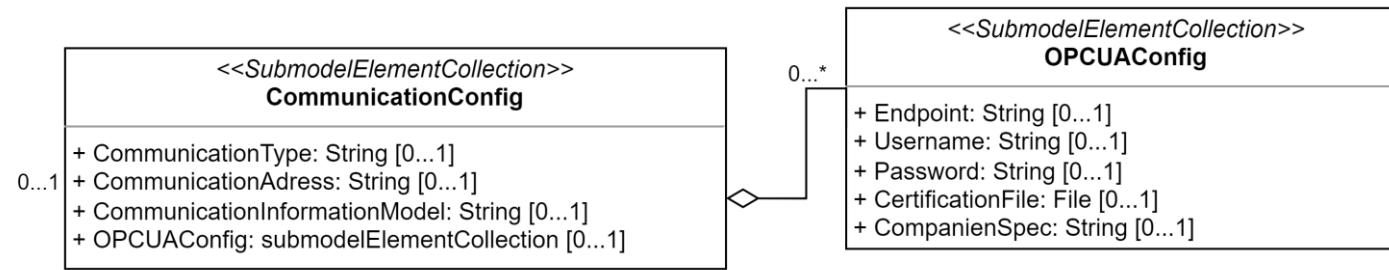 <<SubmodelElementCollection>>
CommunicationConfig
+ CommunicationType: String [0...1]
+ CommunicationAdress: String [0...1]
+ CommunicationInformationModel: String [0...1]
+ OPCUAConfig: submodelElementCollection [0...1]
0...1
0...*
<<SubmodelElementCollection>>
OPCUAConfig
+ Endpoint: String [0...1]
+ Username: String [0...1]
+ Password: String [0...1]
+ CertificationFile: File [0...1]
+ CompanienSpec: String [0...1]